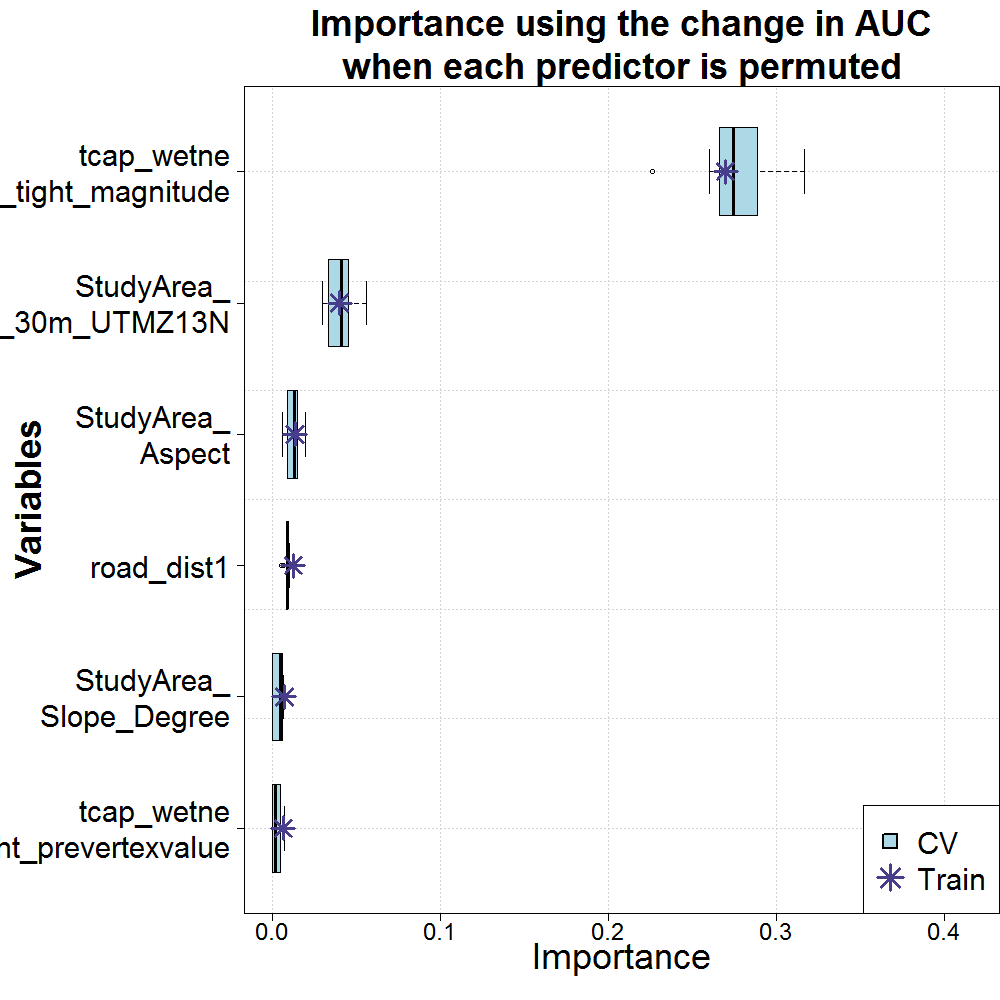 Importance using the change in AUC
when each predictor is permuted
tcap_wetne
_tight_magnitude
StudyArea_
_30m_UTMZ13N
StudyArea_
Aspect
road_dist1
StudyArea_
Slope_Degree
tcap_wetne
nt_prevertexvalue
Variables
CV
Train
0.0 0.1 0.2 0.3 0.4
Importance